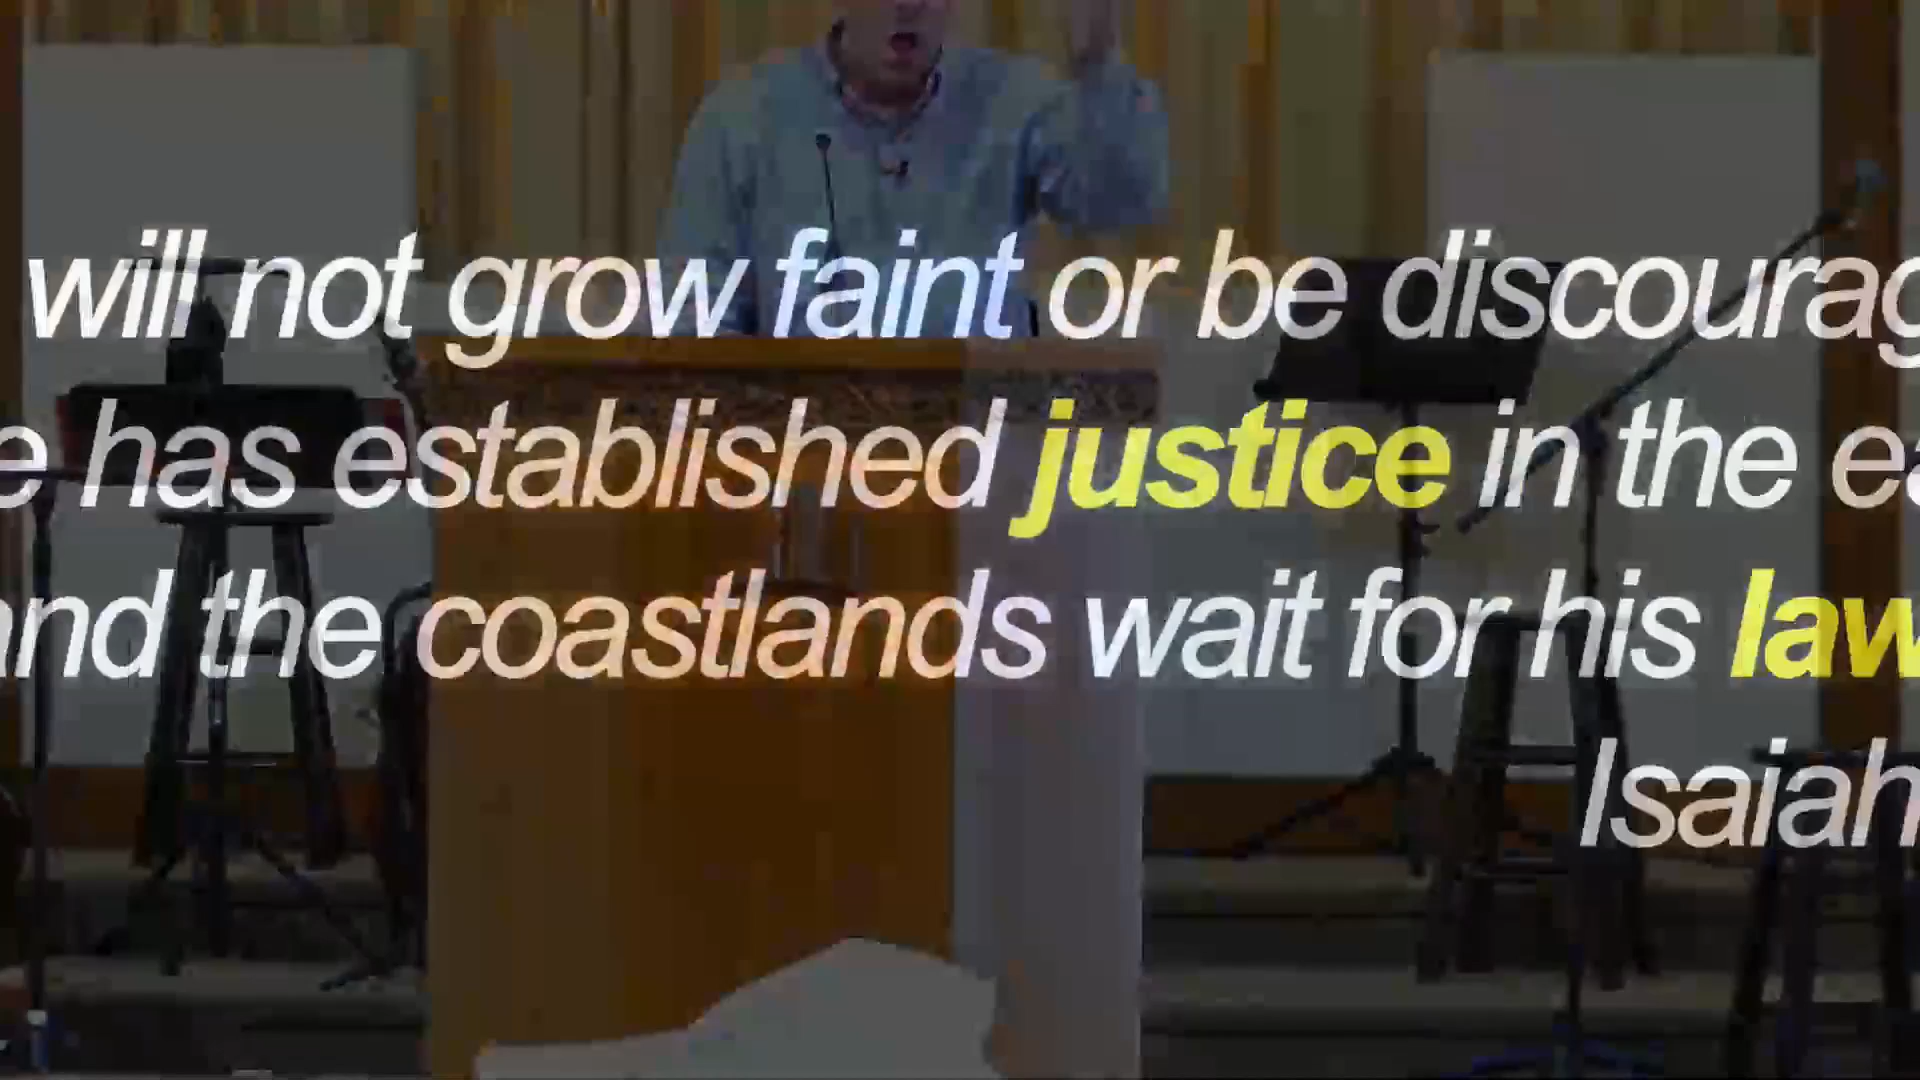 will not grow faint or be discourag
e has established justice in the ea
and the coastlands wait for his law
Isaiah